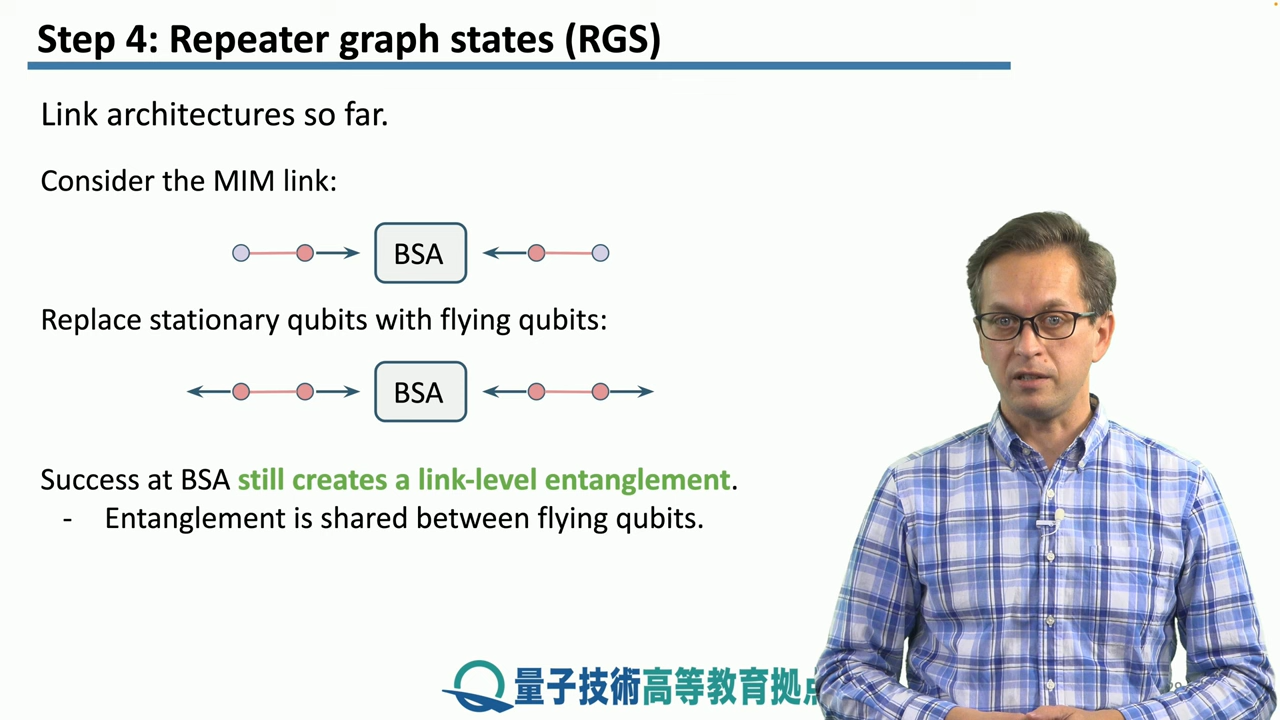 Step 4: Repeater graph states (RGS)
Link architectures so far.
Consider the MIM link:
BSA
Replace stationary qubits with flying qubits:
BSA
Success at BSA still creates a link-level entanglement.
- Entanglement is shared between flying qubits.
量子技術高等教育拠